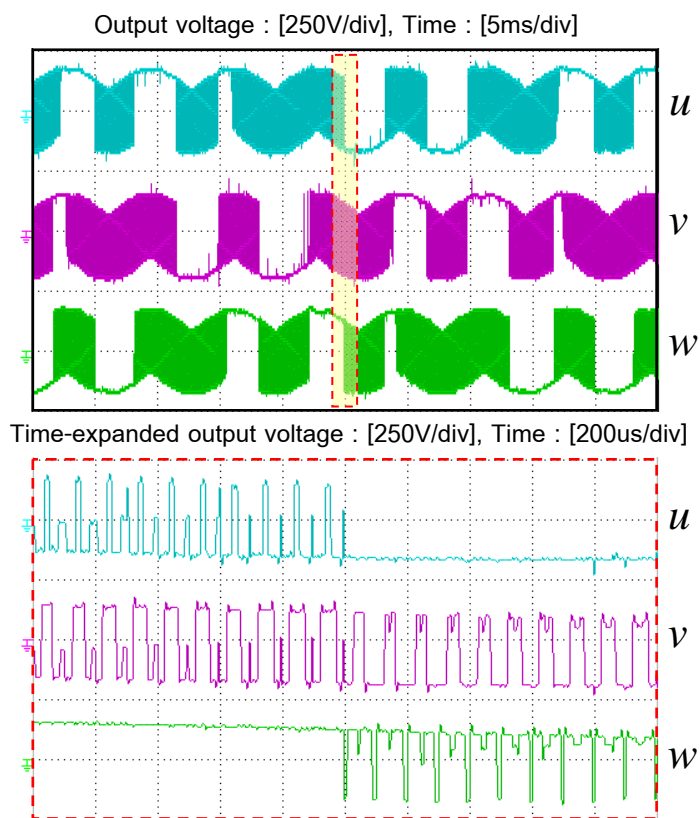 Output voltage : [250V/div], Time : [5ms/div]
u
v
w
Time-expanded output voltage : [250V/div], Time : [200us/div]
u
v
w